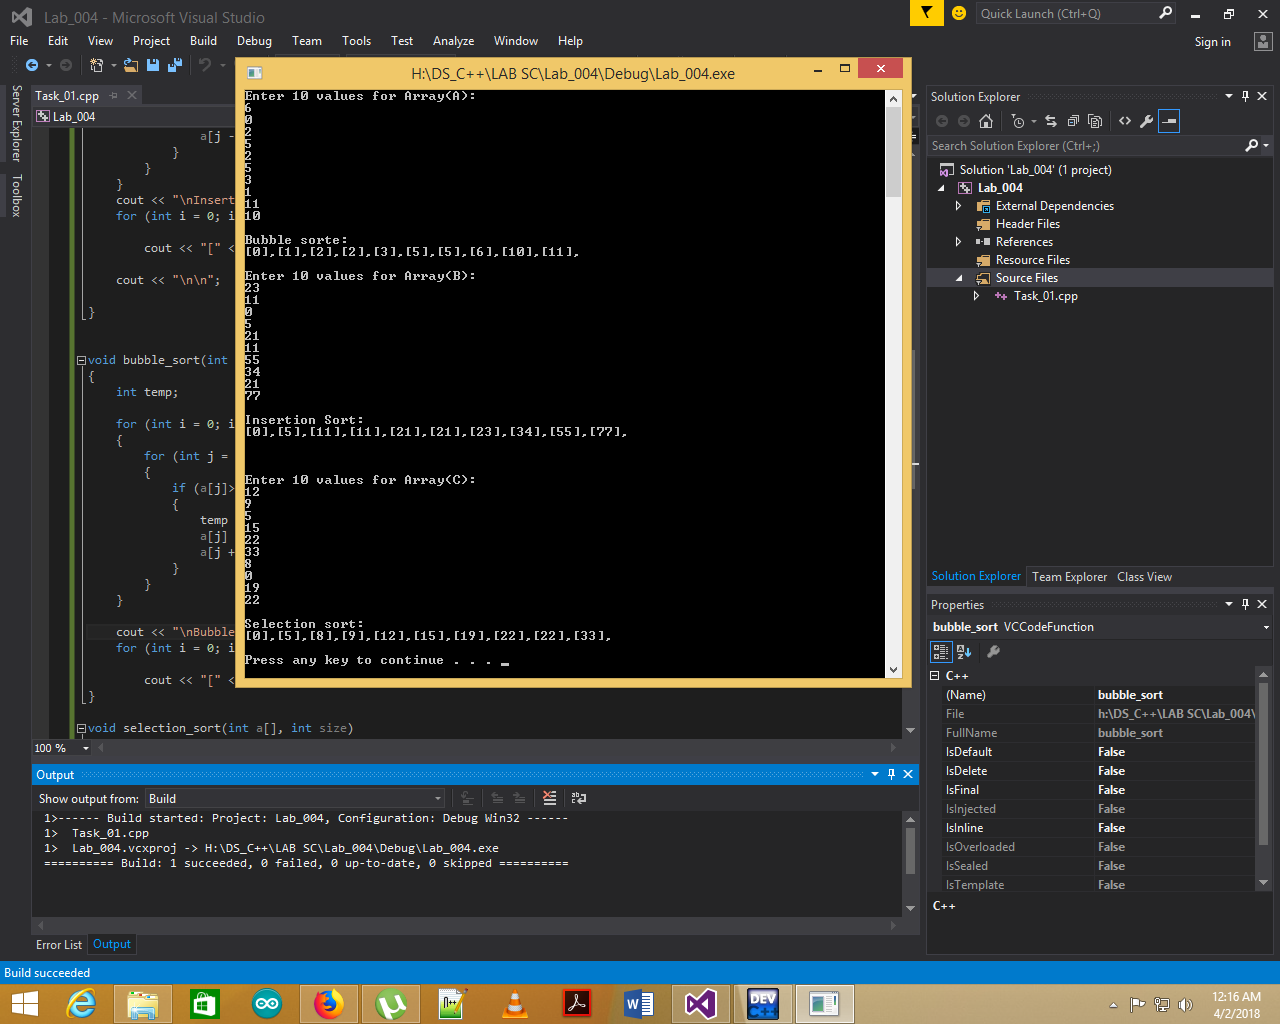 Lab_004 - Microsoft Visual Studio
Quick Launch (Ctrl+Q)
File Edit View Project Build Debug Team Tools Test Analyze Window Help
Sign in
Server Explorer
Toolbox
Task_01.cpp
Lab_004
a[j -
}
}
}
cout << "\nInsert
for (int i = 0; i
cout << "[" <
cout << "\n\n";
}
void bubble_sort(int
{
int temp;
for (int i = 0; i
{
for (int j =
{
if (a[j]>
{
temp
a[j]
a[j +
}
}
}
cout << "\nBubble
for (int i = 0; i
cout << "[" <
}
void selection_sort(int a[], int size)
100 %
H:\DS_C++\LAB SC\Lab_004\Debug\Lab_004.exe
Enter 10 values for Array(A):
6
0
2
5
2
5
3
1
11
10
Bubble sorte:
[0],[1],[2],[2],[3],[5],[5],[6],[10],[11],
Enter 10 values for Array(B):
23
11
0
5
21
11
55
34
21
77
Insertion Sort:
[0],[5],[11],[11],[21],[21],[23],[34],[55],[77],
Enter 10 values for Array(C):
12
9
5
15
22
33
8
0
19
22
Selection sort:
[0],[5],[8],[9],[12],[15],[19],[22],[22],[33],
Press any key to continue . . .
Solution Explorer
Search Solution Explorer (Ctrl+;)
Solution 'Lab_004' (1 project)
Lab_004
External Dependencies
Header Files
References
Resource Files
Source Files
Task_01.cpp
Solution Explorer Team Explorer Class View
Properties
bubble_sort VCCodeFunction
C++
(Name) bubble_sort
File h:\DS_C++\LAB SC\Lab_004\
FullName bubble_sort
IsDefault False
IsDelete False
IsFinal False
IsInjected False
IsInline False
IsOverloaded False
IsSealed False
IsTemplate False
C++
Output
Show output from: Build
1>------ Build started: Project: Lab_004, Configuration: Debug Win32 ------
1> Task_01.cpp
1> Lab_004.vcxproj -> H:\DS_C++\LAB SC\Lab_004\Debug\Lab_004.exe
========== Build: 1 succeeded, 0 failed, 0 up-to-date, 0 skipped ==========
Error List Output
Build succeeded
DEV C++
12:16 AM
4/2/2018